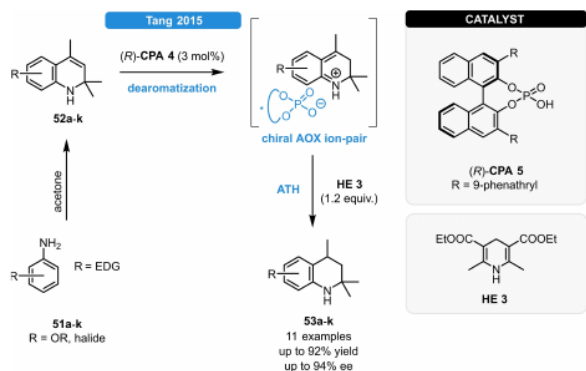 Tang 2015
CATALYST
R
N
H
52a-k
(R)-CPA 4 (3 mol%)
dearomatization
R
⊕
NH
*
O
O
P
O
O
⊖
chiral AOX ion-pair
R
O
O
P
O
OH
R
(R)-CPA 5
R = 9-phenathryl
acetone
ATH
HE 3
(1.2 equiv.)
EtOOC
COOEt
N
H
HE 3
NH2
R
R = EDG
51a-k
R = OR, halide
R
N
H
53a-k
11 examples
up to 92% yield
up to 94% ee